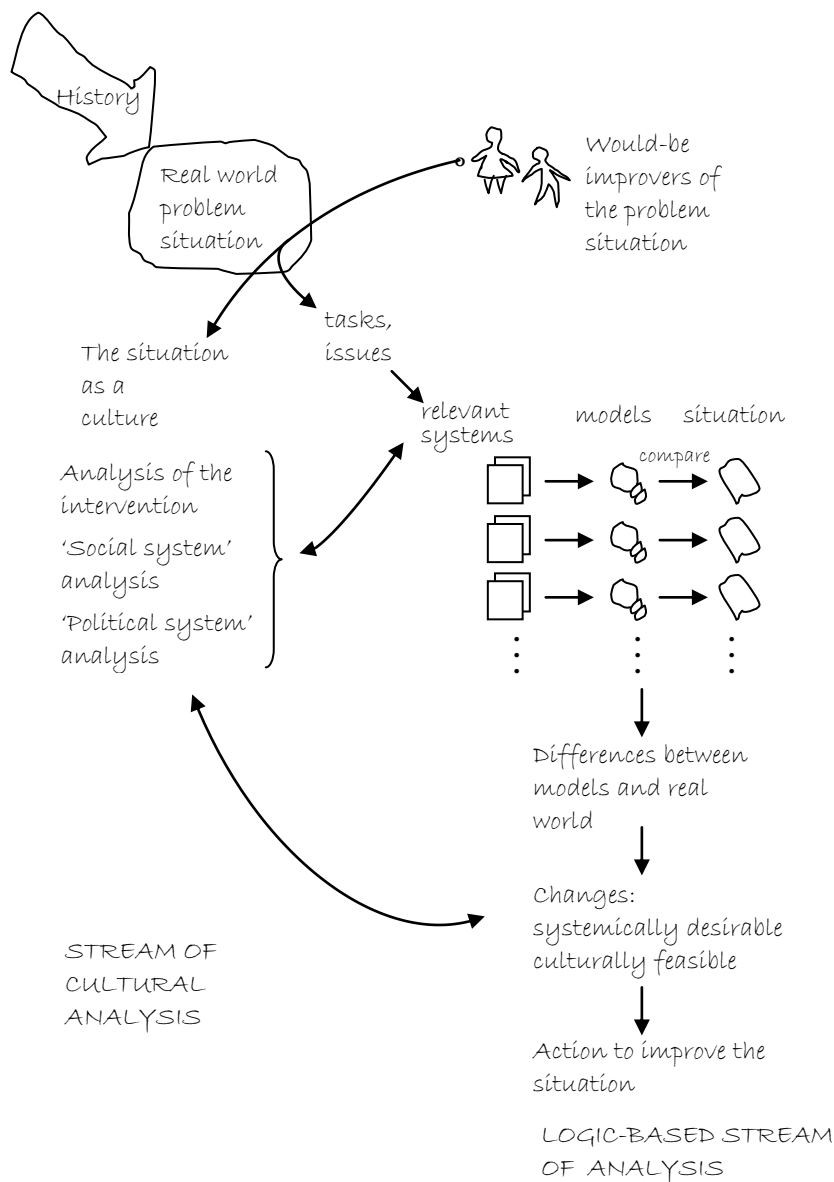 History
Real world
problem
situation
Would-be
improvers of
the problem
situation
tasks,
issues
The situation
as a
culture
relevant
systems
models
situation
compare
Analysis of the
intervention
‘Social system’
analysis
‘Political system’
analysis
Differences between
models and real
world
Changes:
systemically desirable
culturally feasible
STREAM OF
CULTURAL
ANALYSIS
Action to improve the
situation
LOGIC-BASED STREAM
OF ANALYSIS